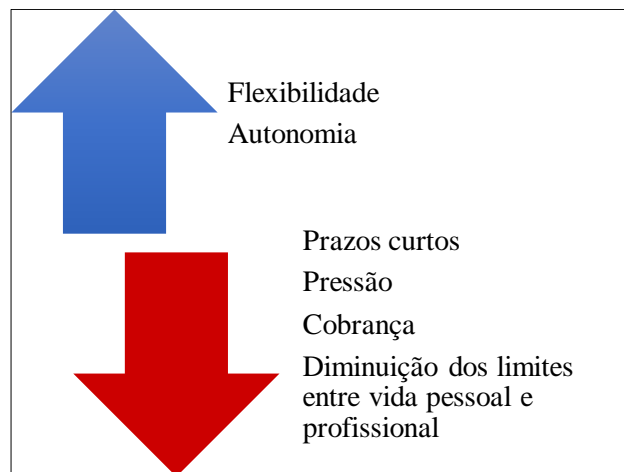 Flexibilidade
Autonomia
Prazos curtos
Pressão
Cobrança
Diminuição dos limites
entre vida pessoal e
profissional